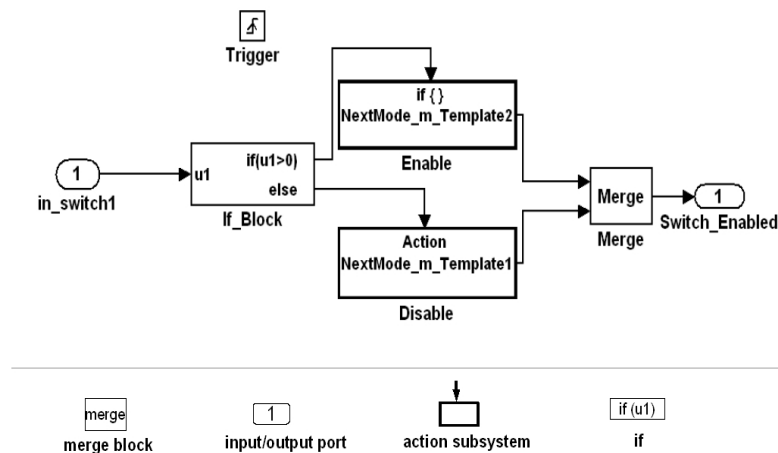 Trigger
if { }
NextMode_m_Template2
Enable
1
in_switch1
u1
if(u1>0)
else
If_Block
Action
NextMode_m_Template1
Disable
Merge
Merge
1
Switch_Enabled
merge
merge block
1
input/output port
action subsystem
if (u1)
if